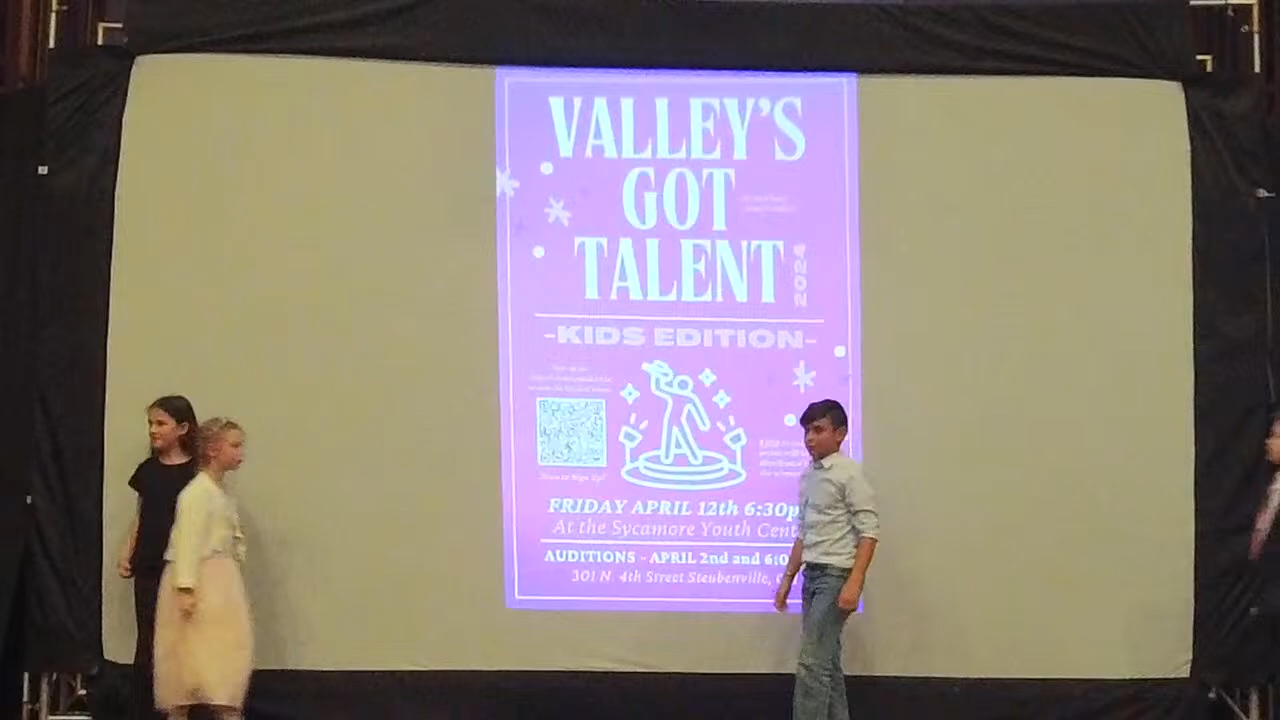 VALLEY'S
GOT
TALENT
2024
-KIDS EDITION-
FRIDAY APRIL 12th 6:30p
At the Sycamore Youth Cent
AUDITIONS - APRIL 2nd and 6:0
301 N. 4th Street Steubenville,